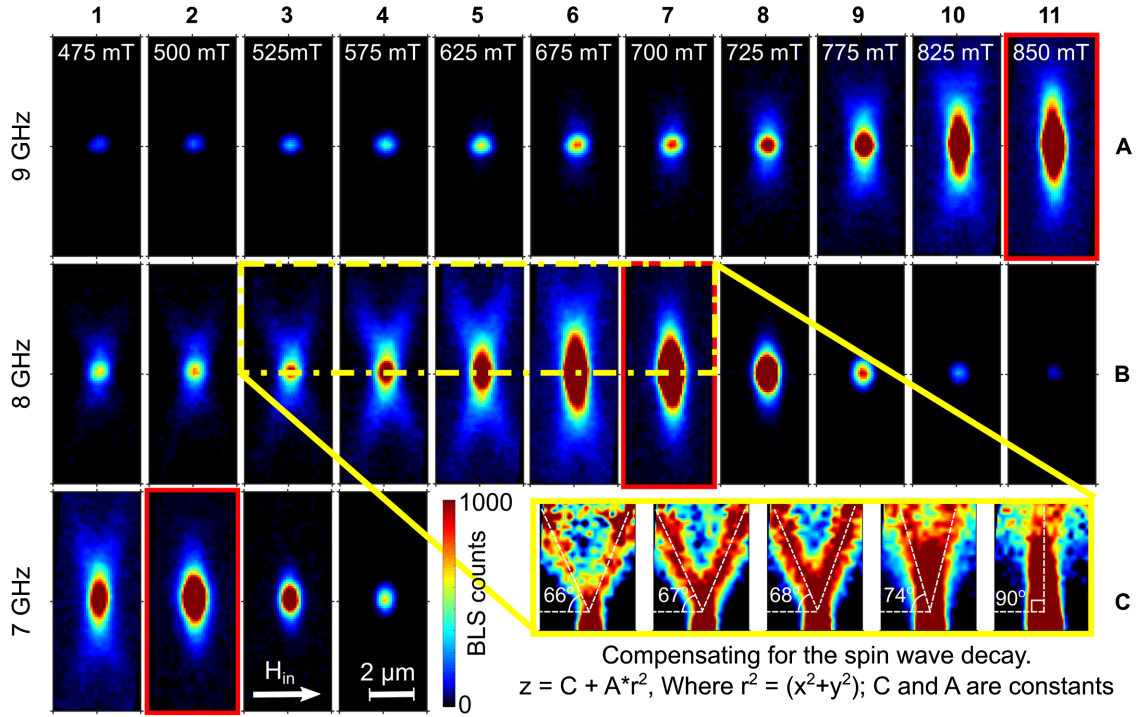 1 2 3 4 5 6 7 8 9 10 11
475 mT 500 mT 525mT 575 mT 625 mT 675 mT 700 mT 725 mT 775 mT 825 mT 850 mT
9 GHz
A
8 GHz
B
7 GHz
1000
BLS counts
0
H_in
2 μm
66° 67° 68° 74° 90°
C
Compensating for the spin wave decay.
z = C + A*r², Where r² = (x²+y²); C and A are constants